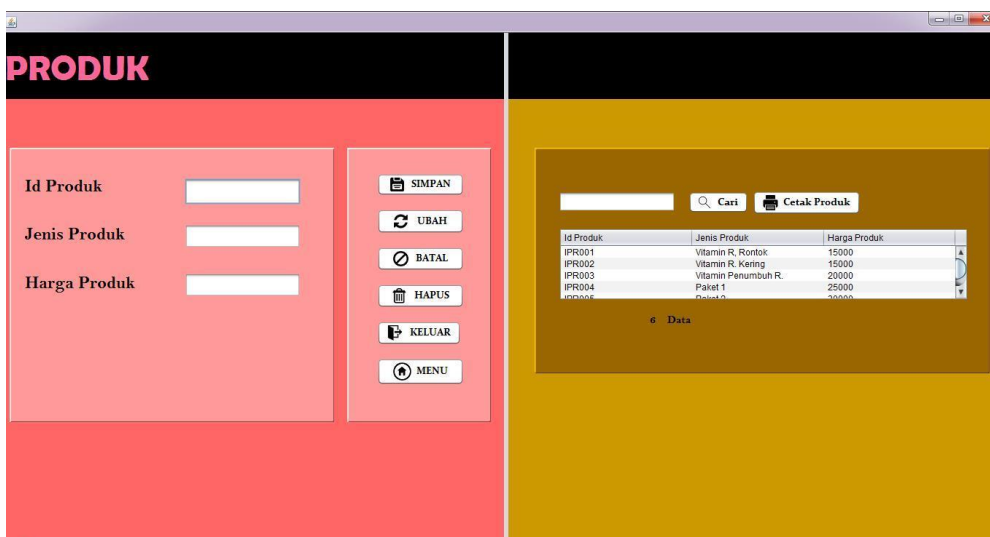 PRODUK
Id Produk
Jenis Produk
Harga Produk
SIMPAN
UBAH
BATAL
HAPUS
KELUAR
MENU
Cari Cetak Produk
Id Produk Jenis Produk Harga Produk
IPR001 Vitamin R, Rontok 15000
IPR002 Vitamin R. Kering 15000
IPR003 Vitamin Penumbuh R. 20000
IPR004 Paket 1 25000
6 Data